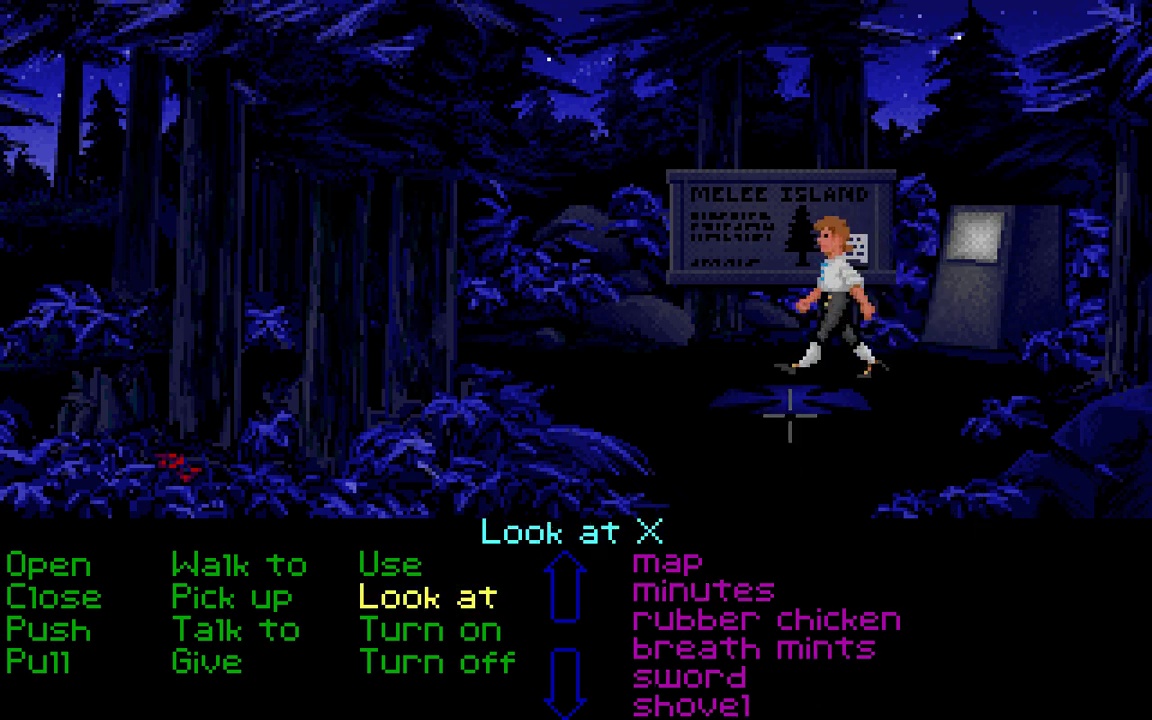 MELEE ISLAND
Look at X
Open Walk to Use
Close Pick up Look at
Push Talk to Turn on
Pull Give Turn off
map
minutes
rubber chicken
breath mints
sword
shovel